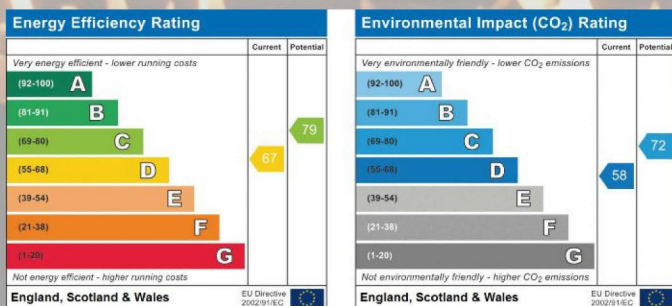 Energy Efficiency Rating
Current Potential
Very energy efficient - lower running costs
(92-100) A
(81-91) B
(69-80) C
(55-68) D
(39-54) E
(21-38) F
(1-20) G
67
79
Not energy efficient - higher running costs
England, Scotland & Wales
EU Directive
2002/91/EC
Environmental Impact (CO₂) Rating
Current Potential
Very environmentally friendly - lower CO₂ emissions
(92-100) A
(81-91) B
(69-80) C
(55-68) D
(39-54) E
(21-38) F
(1-20) G
58
72
Not environmentally friendly - higher CO₂ emissions
England, Scotland & Wales
EU Directive
2002/91/EC